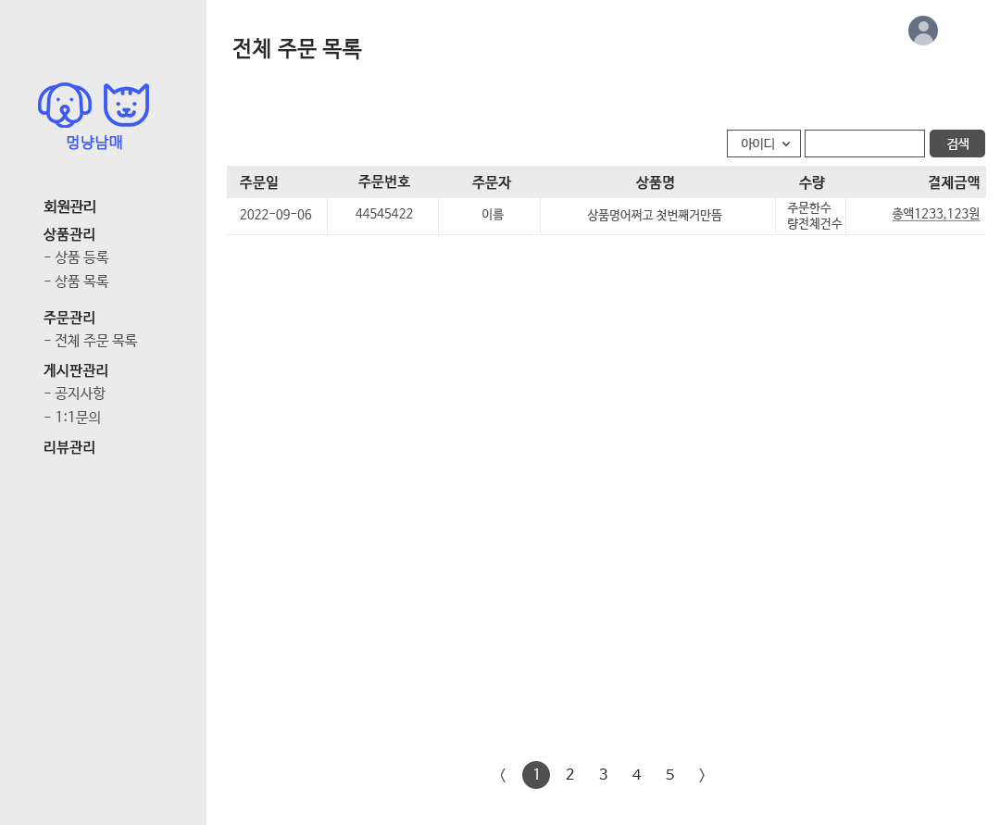 전체 주문 목록
멍냥남매
회원관리
상품관리
- 상품 등록
- 상품 목록
주문관리
- 전체 주문 목록
게시판관리
- 공지사항
- 1:1문의
리뷰관리
아이디 검색
주문일 주문번호 주문자 상품명 수량 결제금액
2022-09-06 44545422 이름 상품명어쩌고 첫번째거만뜸 주문한수량전체건수 총액1233,123원
〈 1 2 3 4 5 〉